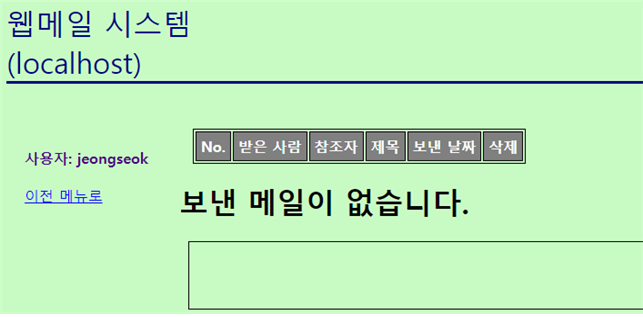 웹메일 시스템
(localhost)
사용자: jeongseok
이전 메뉴로
No. 받은 사람 참조자 제목 보낸 날짜 삭제
보낸 메일이 없습니다.